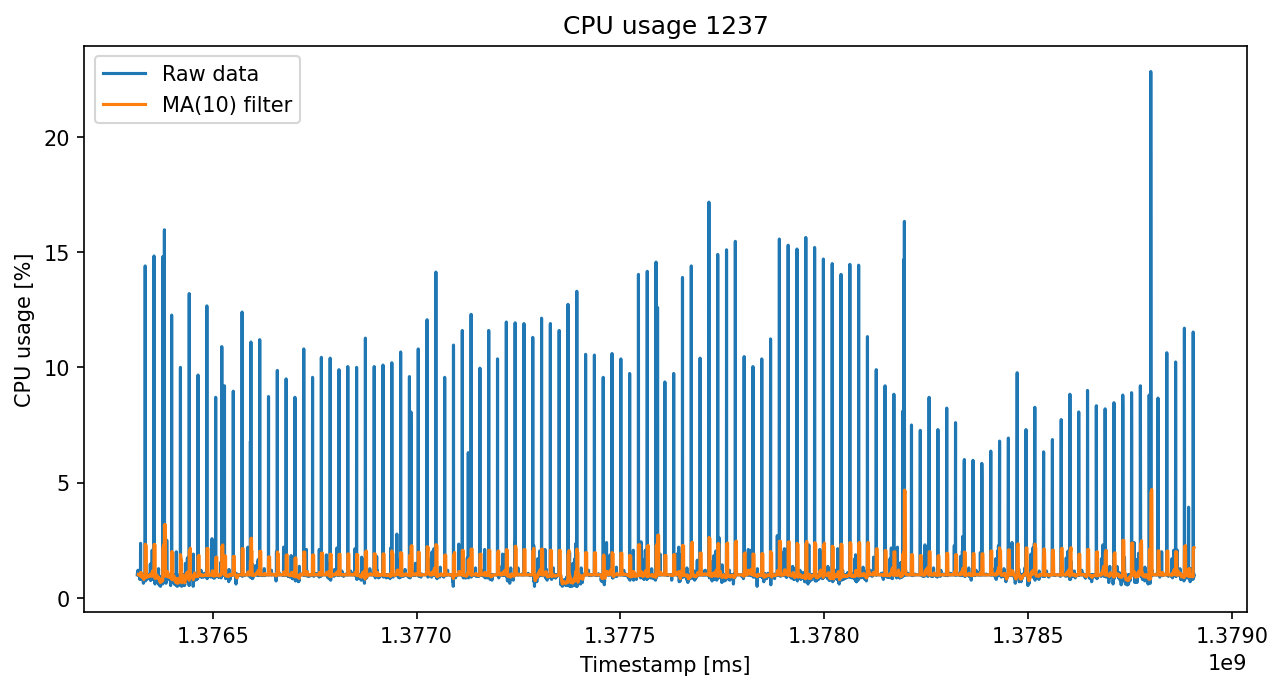 CPU usage 1237
Raw data
MA(10) filter
CPU usage [%]
20
15
10
5
0
1.3765 1.3770 1.3775 1.3780 1.3785 1.3790
1e9
Timestamp [ms]